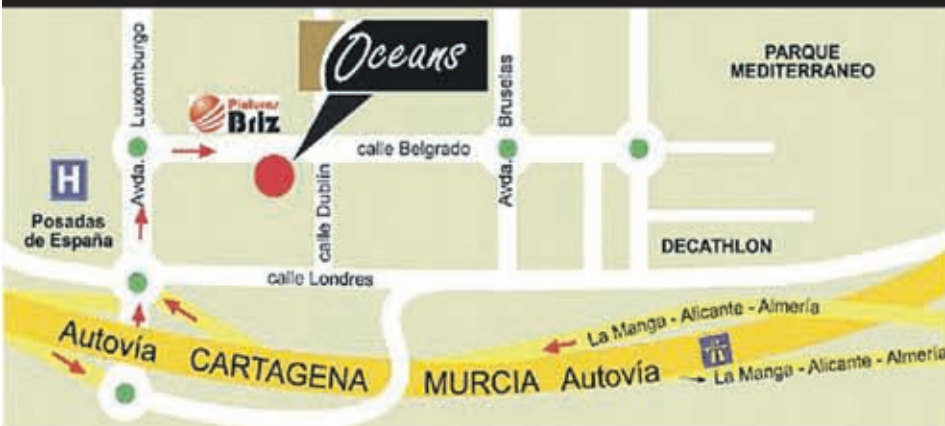 Oceans
Avda. Luxomburgo
Pinturas
Briz
Avda. Bruselas
PARQUE
MEDITERRANEO
calle Belgrado
H
Posadas
de España
calle Dublín
calle Londres
DECATHLON
La Manga - Alicante - Almería
Autovía CARTAGENA MURCIA Autovía
La Manga - Alicante - Almería